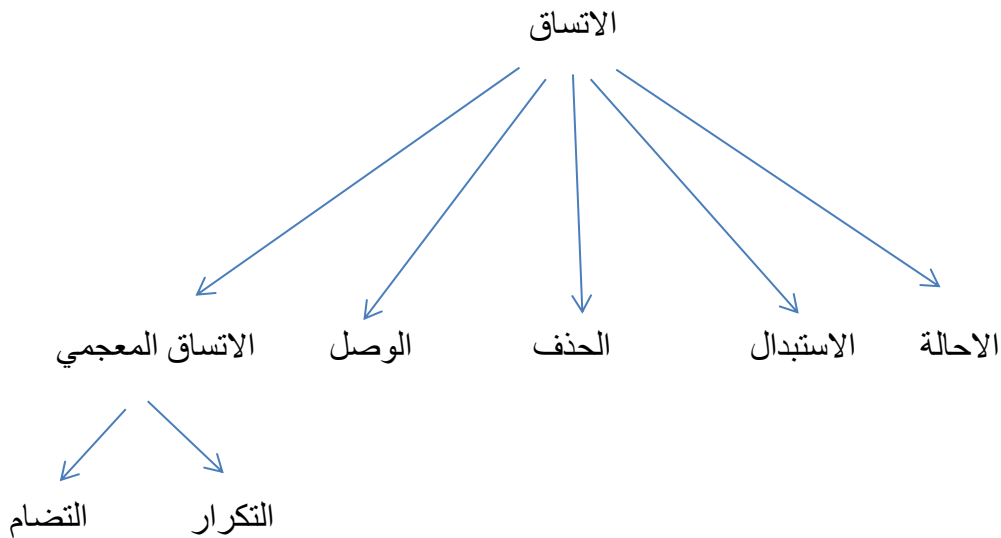 الاتساق
الاحالة الاستبدال الحذف الوصل الاتساق المعجمي
التكرار التضام